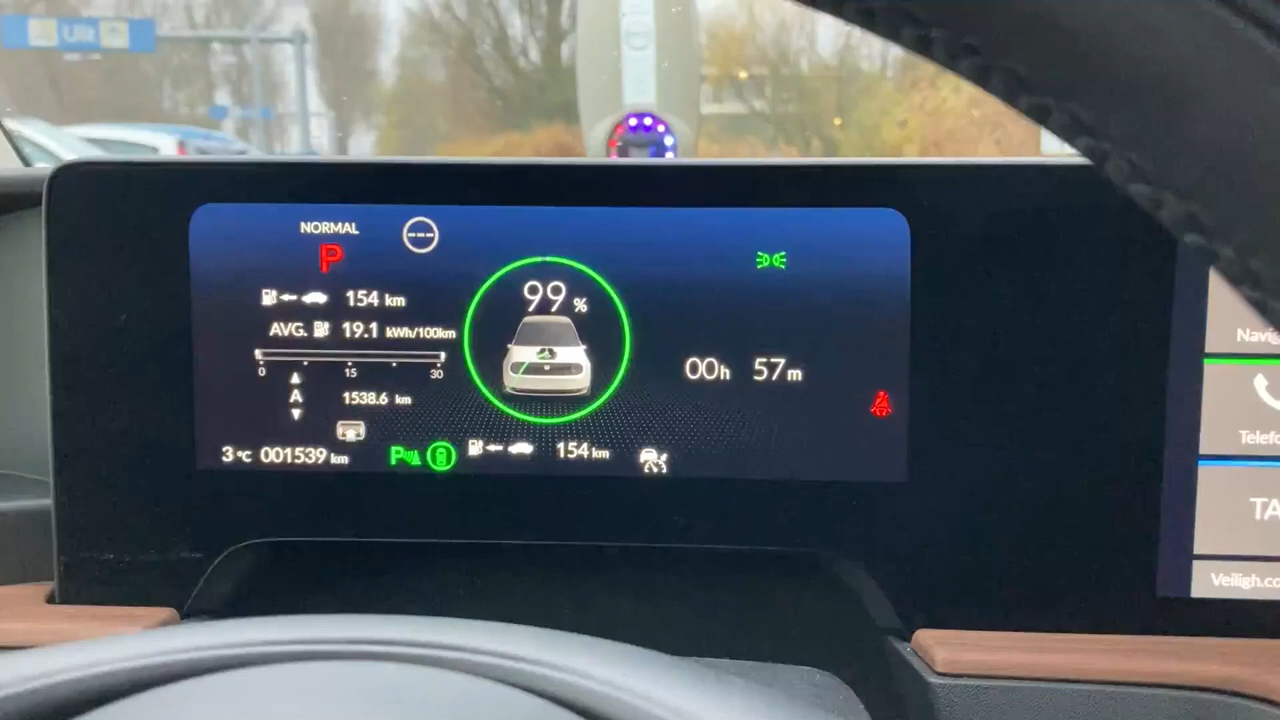 Uit
NORMAL
P
154 km
AVG. 19.1 kWh/100km
0 15 30
A 1538.6 km
3°C 001539 km
P
154 km
99 %
00h 57m
Telefo
TA
Veiligh.co